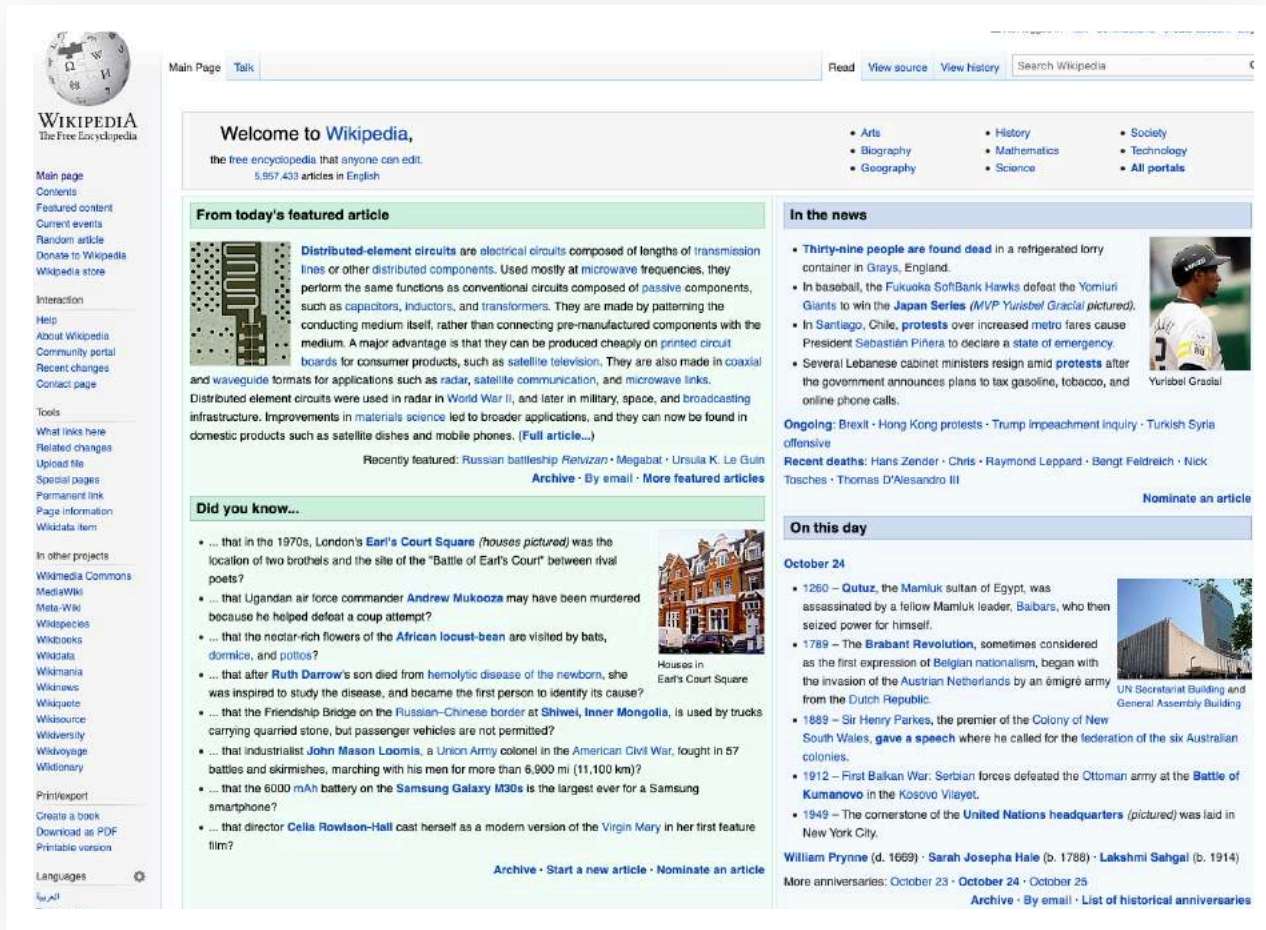 WIKIPEDIA
The Free Encyclopedia
Main page
Contents
Featured content
Current events
Random article
Donate to Wikipedia
Wikipedia store
Interaction
Help
About Wikipedia
Community portal
Recent changes
Contact page
Tools
What links here
Related changes
Upload file
Special pages
Permanent link
Page information
Wikidata item
In other projects
Wikimedia Commons
MediaWiki
Meta-Wiki
Wikispecies
Wikibooks
Wikidata
Wikimania
Wikinews
Wikiquote
Wikisource
Wikiversity
Wikivoyage
Wiktionary
Print/export
Create a book
Download as PDF
Printable version
Languages
العربية
Main Page Talk
Read View source View history Search Wikipedia
Welcome to Wikipedia,
the free encyclopedia that anyone can edit.
5,957,433 articles in English
• Arts
• Biography
• Geography
• History
• Mathematics
• Science
• Society
• Technology
• All portals
From today's featured article
Distributed-element circuits are electrical circuits composed of lengths of transmission
lines or other distributed components. Used mostly at microwave frequencies, they
perform the same functions as conventional circuits composed of passive components,
such as capacitors, inductors, and transformers. They are made by patterning the
conducting medium itself, rather than connecting pre-manufactured components with the
medium. A major advantage is that they can be produced cheaply on printed circuit
boards for consumer products, such as satellite television. They are also made in coaxial
and waveguide formats for applications such as radar, satellite communication, and microwave links.
Distributed element circuits were used in radar in World War II, and later in military, space, and broadcasting
infrastructure. Improvements in materials science led to broader applications, and they can now be found in
domestic products such as satellite dishes and mobile phones. (Full article...)
Recently featured: Russian battleship Retvizan · Megabat · Ursula K. Le Guin
Archive · By email · More featured articles
Did you know...
• ... that in the 1970s, London's Earl's Court Square (houses pictured) was the
location of two brothels and the site of the "Battle of Earl's Court" between rival
poets?
• ... that Ugandan air force commander Andrew Mukooza may have been murdered
because he helped defeat a coup attempt?
• ... that the nectar-rich flowers of the African locust-bean are visited by bats,
dormice, and pottos?
• ... that after Ruth Darrow's son died from hemolytic disease of the newborn, she
was inspired to study the disease, and became the first person to identify its cause?
• ... that the Friendship Bridge on the Russian–Chinese border at Shiwei, Inner Mongolia, is used by trucks
carrying quarried stone, but passenger vehicles are not permitted?
• ... that industrialist John Mason Loomis, a Union Army colonel in the American Civil War, fought in 57
battles and skirmishes, marching with his men for more than 6,900 mi (11,100 km)?
• ... that the 6000 mAh battery on the Samsung Galaxy M30s is the largest ever for a Samsung
smartphone?
• ... that director Celia Rowlson-Hall cast herself as a modern version of the Virgin Mary in her first feature
film?
Houses in
Earl's Court Square
Archive · Start a new article · Nominate an article
In the news
• Thirty-nine people are found dead in a refrigerated lorry
container in Grays, England.
• In baseball, the Fukuoka SoftBank Hawks defeat the Yomiuri
Giants to win the Japan Series (MVP Yurisbel Gracial pictured).
• In Santiago, Chile, protests over increased metro fares cause
President Sebastián Piñera to declare a state of emergency.
• Several Lebanese cabinet ministers resign amid protests after
the government announces plans to tax gasoline, tobacco, and
online phone calls.
Yurisbel Gracial
Ongoing: Brexit · Hong Kong protests · Trump impeachment inquiry · Turkish Syria
offensive
Recent deaths: Hans Zender · Chris · Raymond Leppard · Bengt Feldreich · Nick
Tosches · Thomas D'Alesandro III
Nominate an article
On this day
October 24
• 1260 – Qutuz, the Mamluk sultan of Egypt, was
assassinated by a fellow Mamluk leader, Baibars, who then
seized power for himself.
• 1789 – The Brabant Revolution, sometimes considered
as the first expression of Belgian nationalism, began with
the invasion of the Austrian Netherlands by an émigré army
from the Dutch Republic.
• 1889 – Sir Henry Parkes, the premier of the Colony of New
South Wales, gave a speech where he called for the federation of the six Australian
colonies.
• 1912 – First Balkan War: Serbian forces defeated the Ottoman army at the Battle of
Kumanovo in the Kosovo Vilayet.
• 1949 – The cornerstone of the United Nations headquarters (pictured) was laid in
New York City.
UN Secretariat Building and
General Assembly Building
William Prynne (d. 1669) · Sarah Josepha Hale (b. 1788) · Lakshmi Sahgal (b. 1914)
More anniversaries: October 23 · October 24 · October 25
Archive · By email · List of historical anniversaries